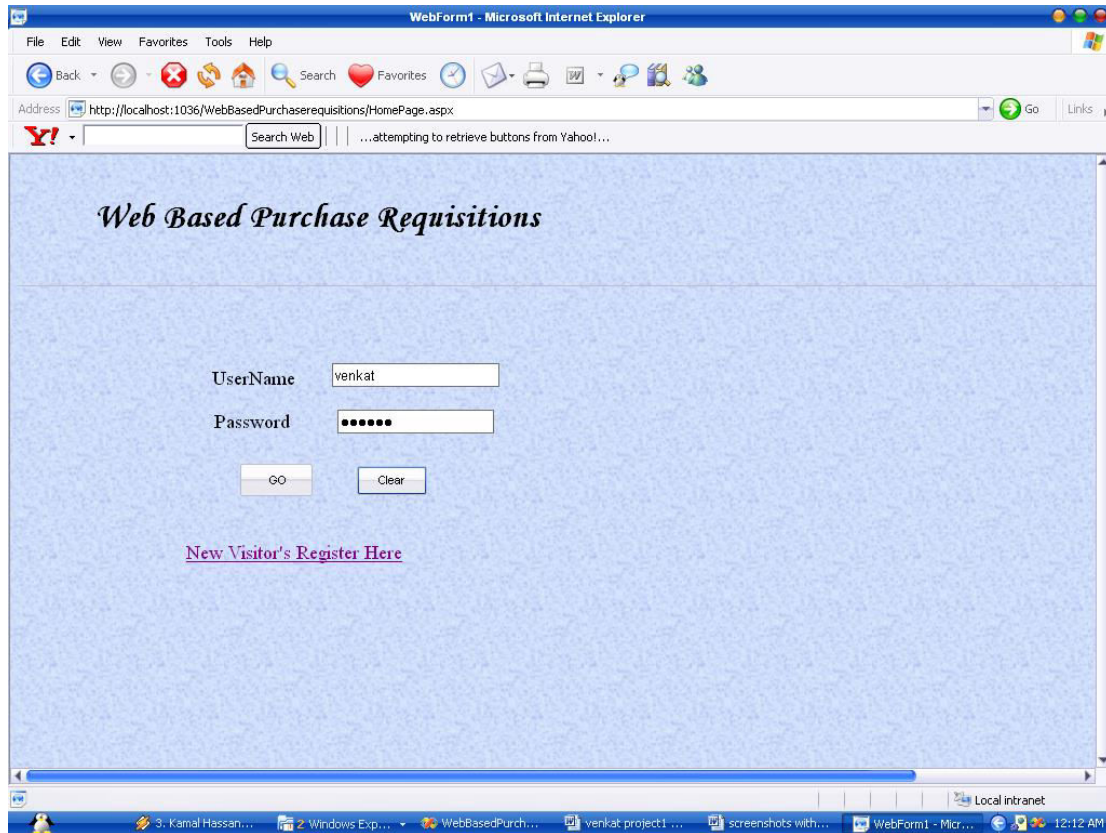 WebForm1 - Microsoft Internet Explorer
File Edit View Favorites Tools Help
Back Search Favorites
Address http://localhost:1036/WebBasedPurchaserequisitions/HomePage.aspx Go Links
Y! Search Web ...attempting to retrieve buttons from Yahoo!...
Web Based Purchase Requisitions
UserName venkat
Password ●●●●●●
GO Clear
New Visitor's Register Here
Local intranet
3. Kamal Hassan... 2 Windows Exp... WebBasedPurch... venkat project1 ... screenshots with... WebForm1 - Micr... 12:12 AM